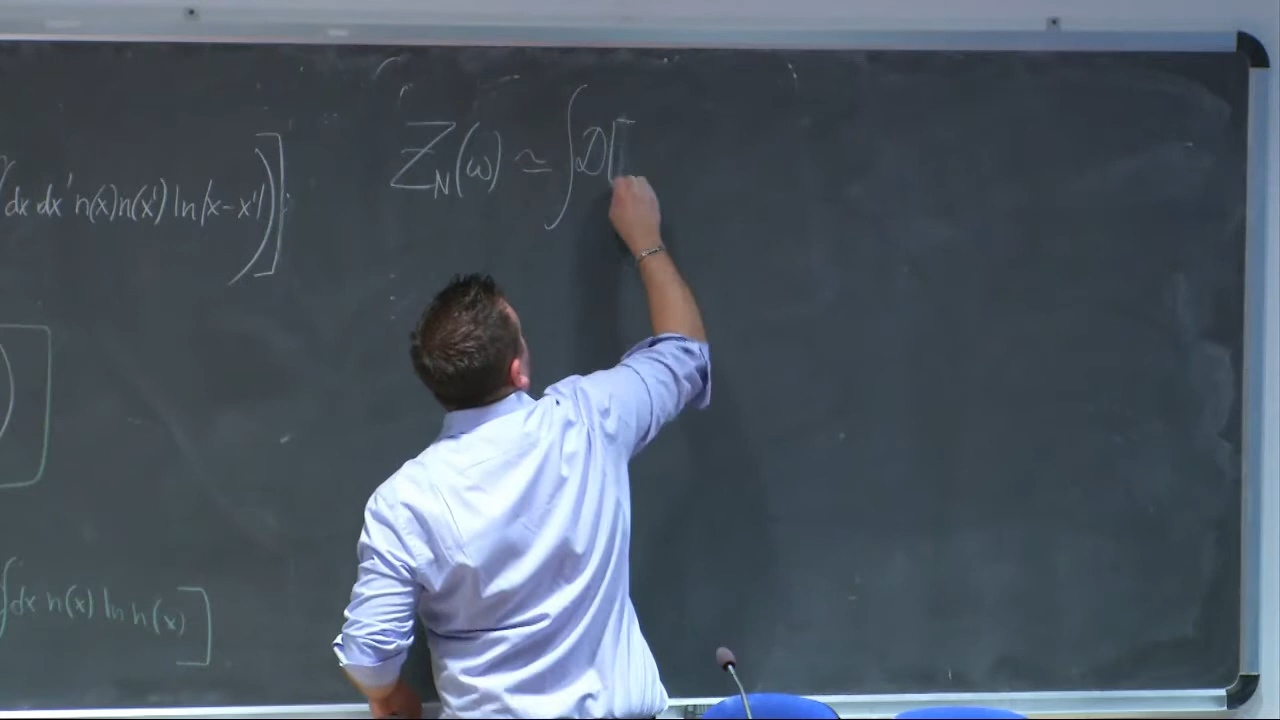 dx dx' n(x)n(x') ln|x-x'|)]
Z_N(ω) ≃ ∫D[
∫dx n(x) ln n(x)]